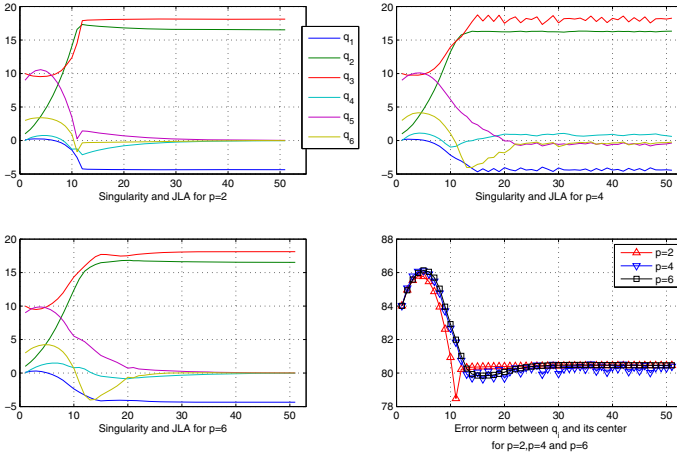 20
15
10
5
0
−5
0 10 20 30 40 50 60
Singularity and JLA for p=2
q1
q2
q3
q4
q5
q6
20
15
10
5
0
−5
0 10 20 30 40 50 60
Singularity and JLA for p=4
20
15
10
5
0
−5
0 10 20 30 40 50 60
Singularity and JLA for p=6
88
86
84
82
80
78
0 10 20 30 40 50
Error norm between qi and its center
for p=2,p=4 and p=6
p=2
p=4
p=6